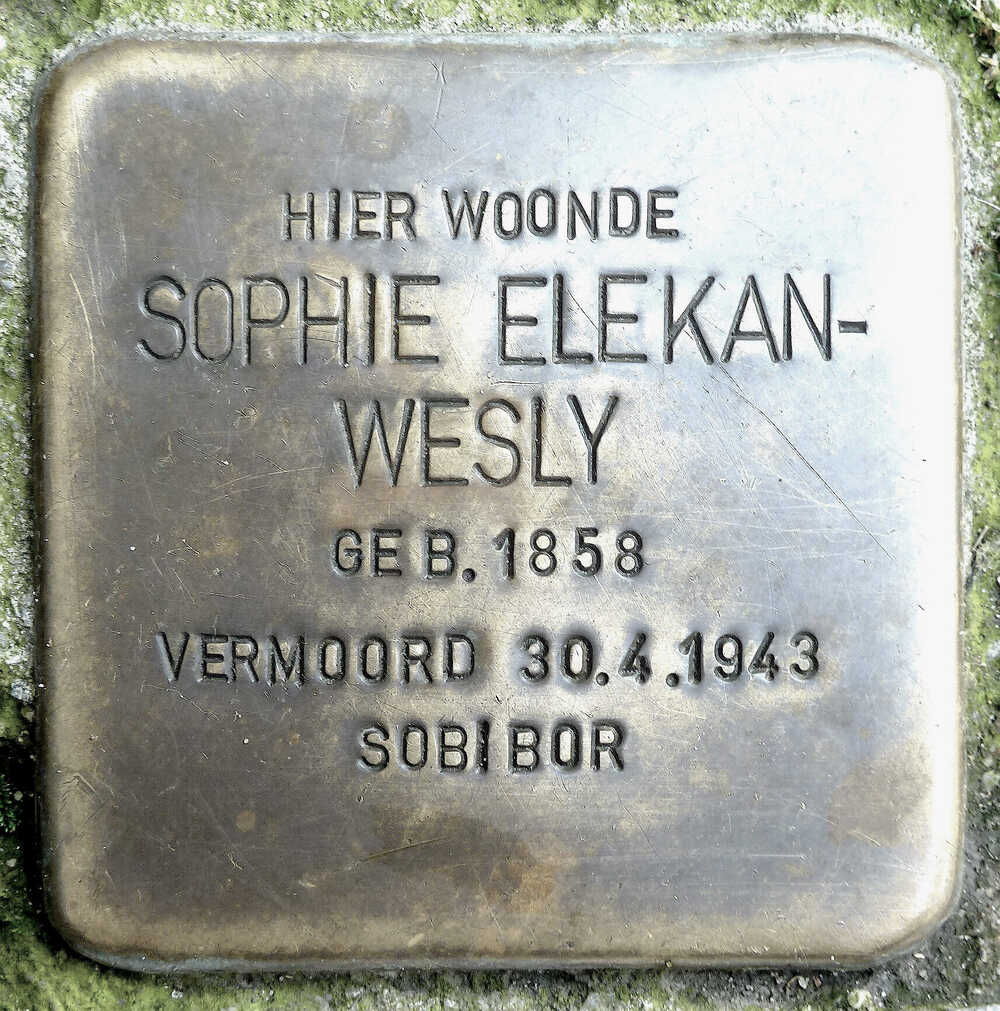 HIER WOONDE
SOPHIE ELEKAN-
WESLY
GEB. 1858
VERMOORD 30.4.1943
SOBIBOR